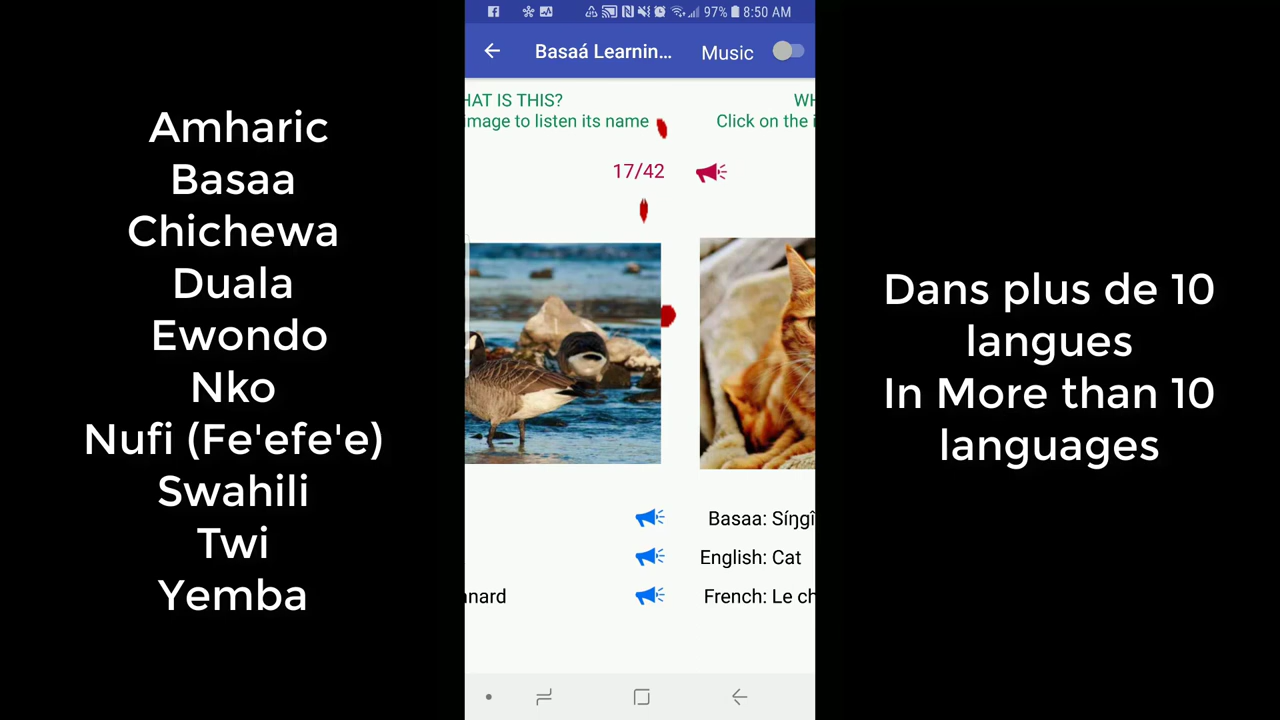 Amharic
Basaa
Chichewa
Duala
Ewondo
Nko
Nufi (Fe'efe'e)
Swahili
Twi
Yemba
97% 8:50 AM
Basaá Learnin... Music
HAT IS THIS?
image to listen its name
Click on the
17/42
Basaa: Síŋgî
English: Cat
nard
French: Le ch
Dans plus de 10
langues
In More than 10
languages